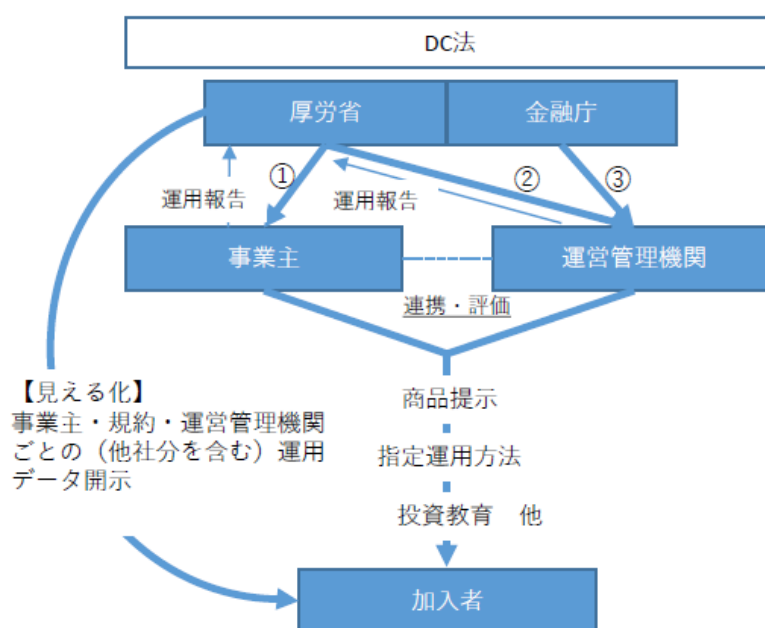 DC法
厚労省
金融庁
運用報告
①
運用報告
②
③
事業主
運営管理機関
連携・評価
【見える化】
事業主・規約・運営管理機関
ごとの（他社分を含む）運用
データ開示
商品提示
指定運用方法
投資教育　他
加入者